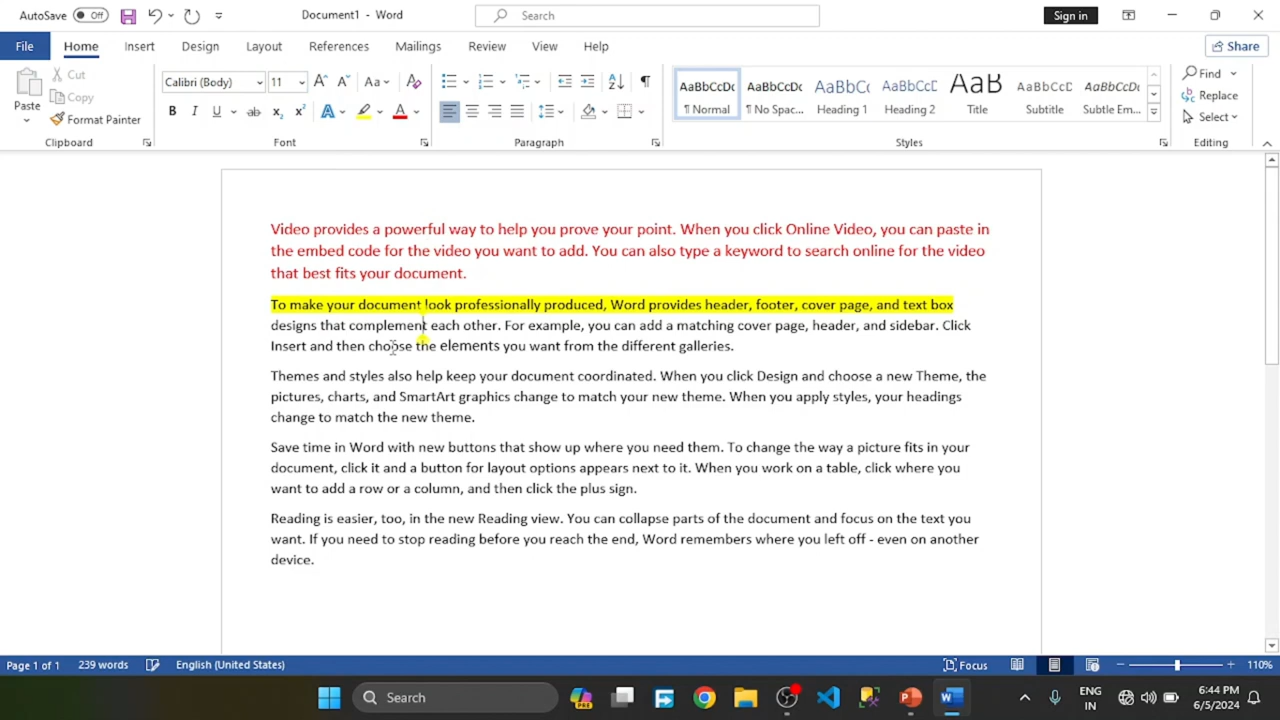 AutoSave Off Document1 - Word Search Sign in
File Home Insert Design Layout References Mailings Review View Help Share
Paste Cut Copy Format Painter
Calibri (Body) 11 A A Aa A
B I U ab x₂ x² A A
AaBbCcDc AaBbCcDc AaBbCc AaBbCcD AaB AaBbCcD AaBbCcDc
¶ Normal ¶ No Spac... Heading 1 Heading 2 Title Subtitle Subtle Em...
Find Replace Select
Clipboard Font Paragraph Styles Editing
Video provides a powerful way to help you prove your point. When you click Online Video, you can paste in
the embed code for the video you want to add. You can also type a keyword to search online for the video
that best fits your document.
To make your document look professionally produced, Word provides header, footer, cover page, and text box
designs that complement each other. For example, you can add a matching cover page, header, and sidebar. Click
Insert and then choose the elements you want from the different galleries.
Themes and styles also help keep your document coordinated. When you click Design and choose a new Theme, the
pictures, charts, and SmartArt graphics change to match your new theme. When you apply styles, your headings
change to match the new theme.
Save time in Word with new buttons that show up where you need them. To change the way a picture fits in your
document, click it and a button for layout options appears next to it. When you work on a table, click where you
want to add a row or a column, and then click the plus sign.
Reading is easier, too, in the new Reading view. You can collapse parts of the document and focus on the text you
want. If you need to stop reading before you reach the end, Word remembers where you left off - even on another
device.
Page 1 of 1 239 words English (United States) Focus 110%
Search ENG IN 6:44 PM 6/5/2024